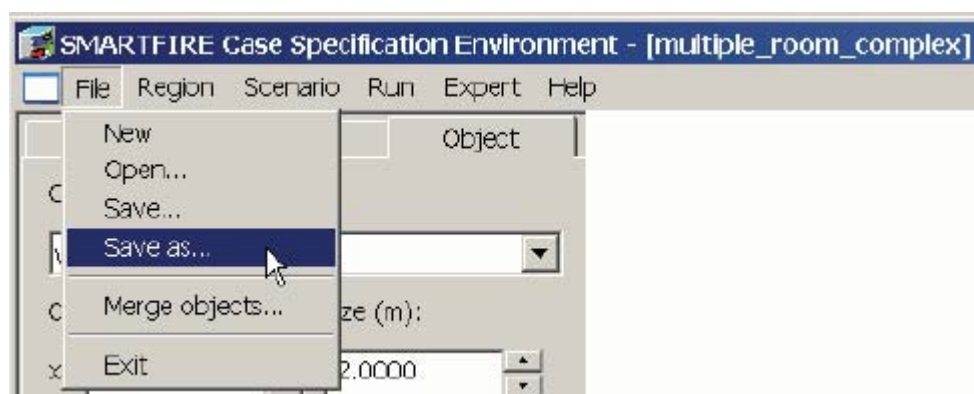 SMARTFIRE Case Specification Environment - [multiple_room_complex]
File Region Scenario Run Expert Help
New
Object
Open...
Save...
Save as...
Merge objects...
ze (m):
Exit
x
2.0000